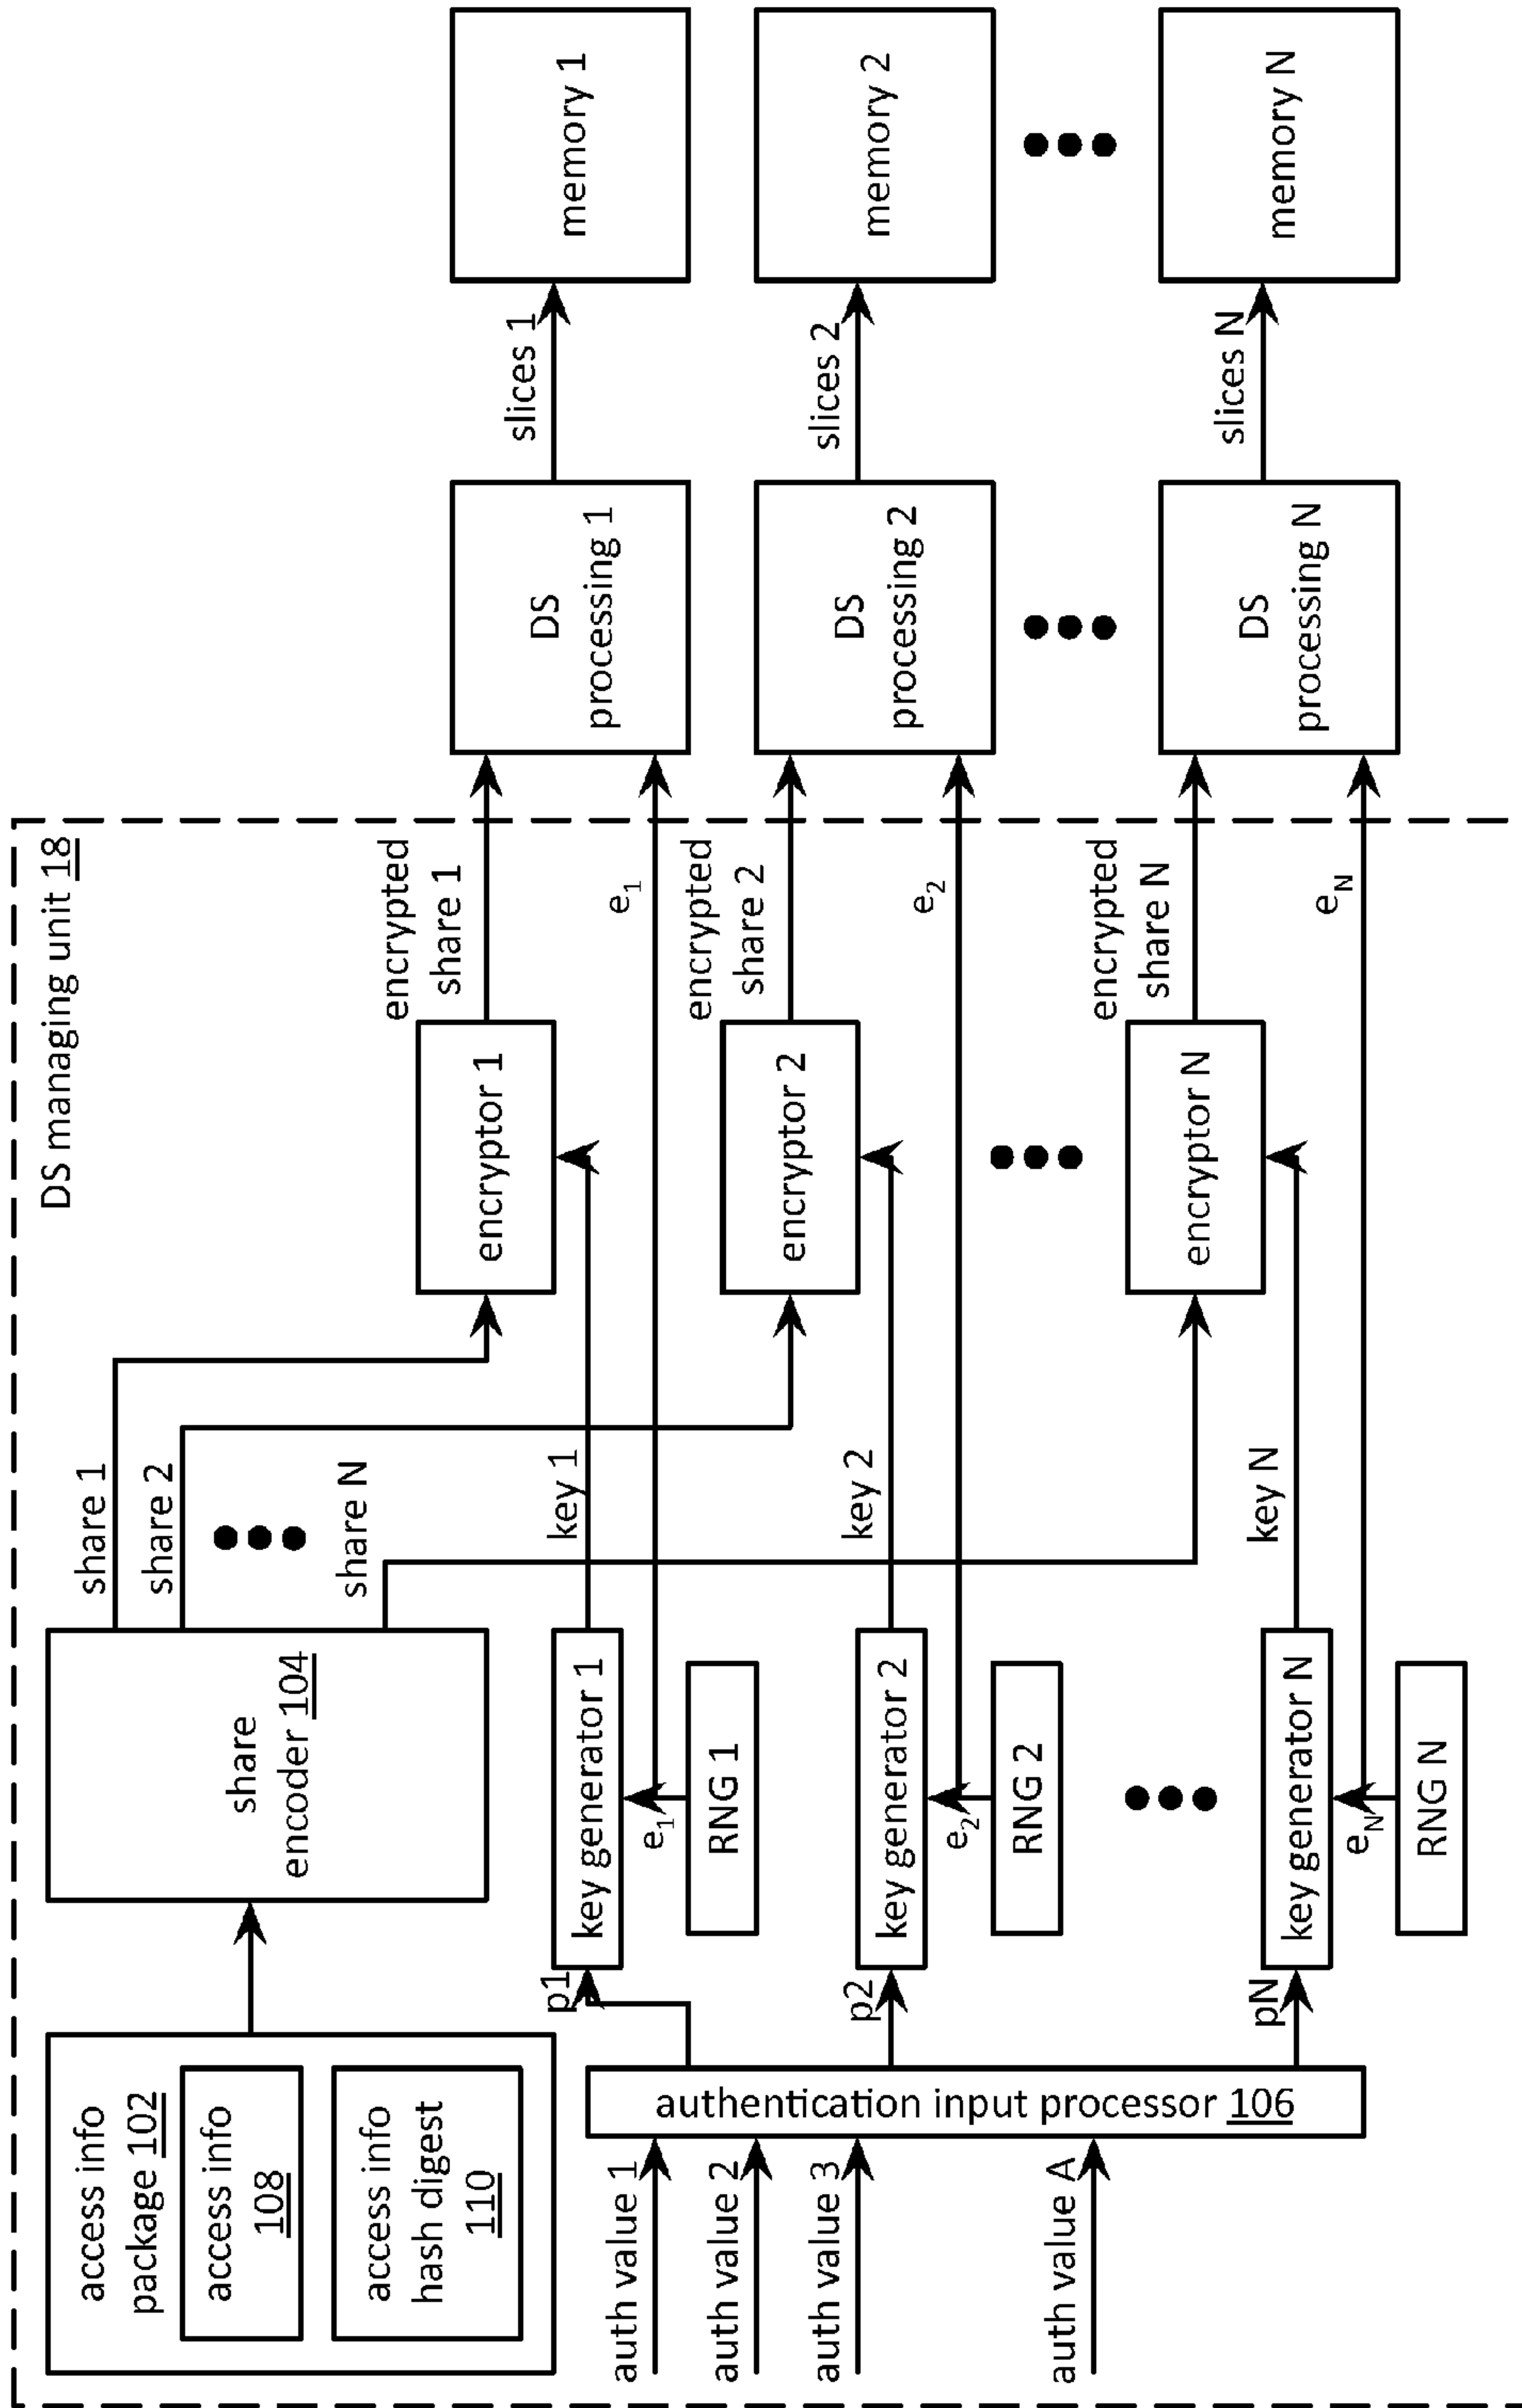 DS managing unit 18
access info
package 102
access info
108
access info
hash digest
110
share
encoder 104
share 1
share 2
share N
encryptor 1
encrypted
share 1
DS
processing 1
slices 1
memory 1
auth value 1
auth value 2
auth value 3
auth value A
authentication input processor 106
p1
key generator 1
key 1
e1
RNG 1
e1
encryptor 2
encrypted
share 2
DS
processing 2
slices 2
memory 2
p2
key generator 2
key 2
e2
RNG 2
e2
encryptor N
encrypted
share N
DS
processing N
slices N
memory N
pN
key generator N
key N
eN
RNG N
eN